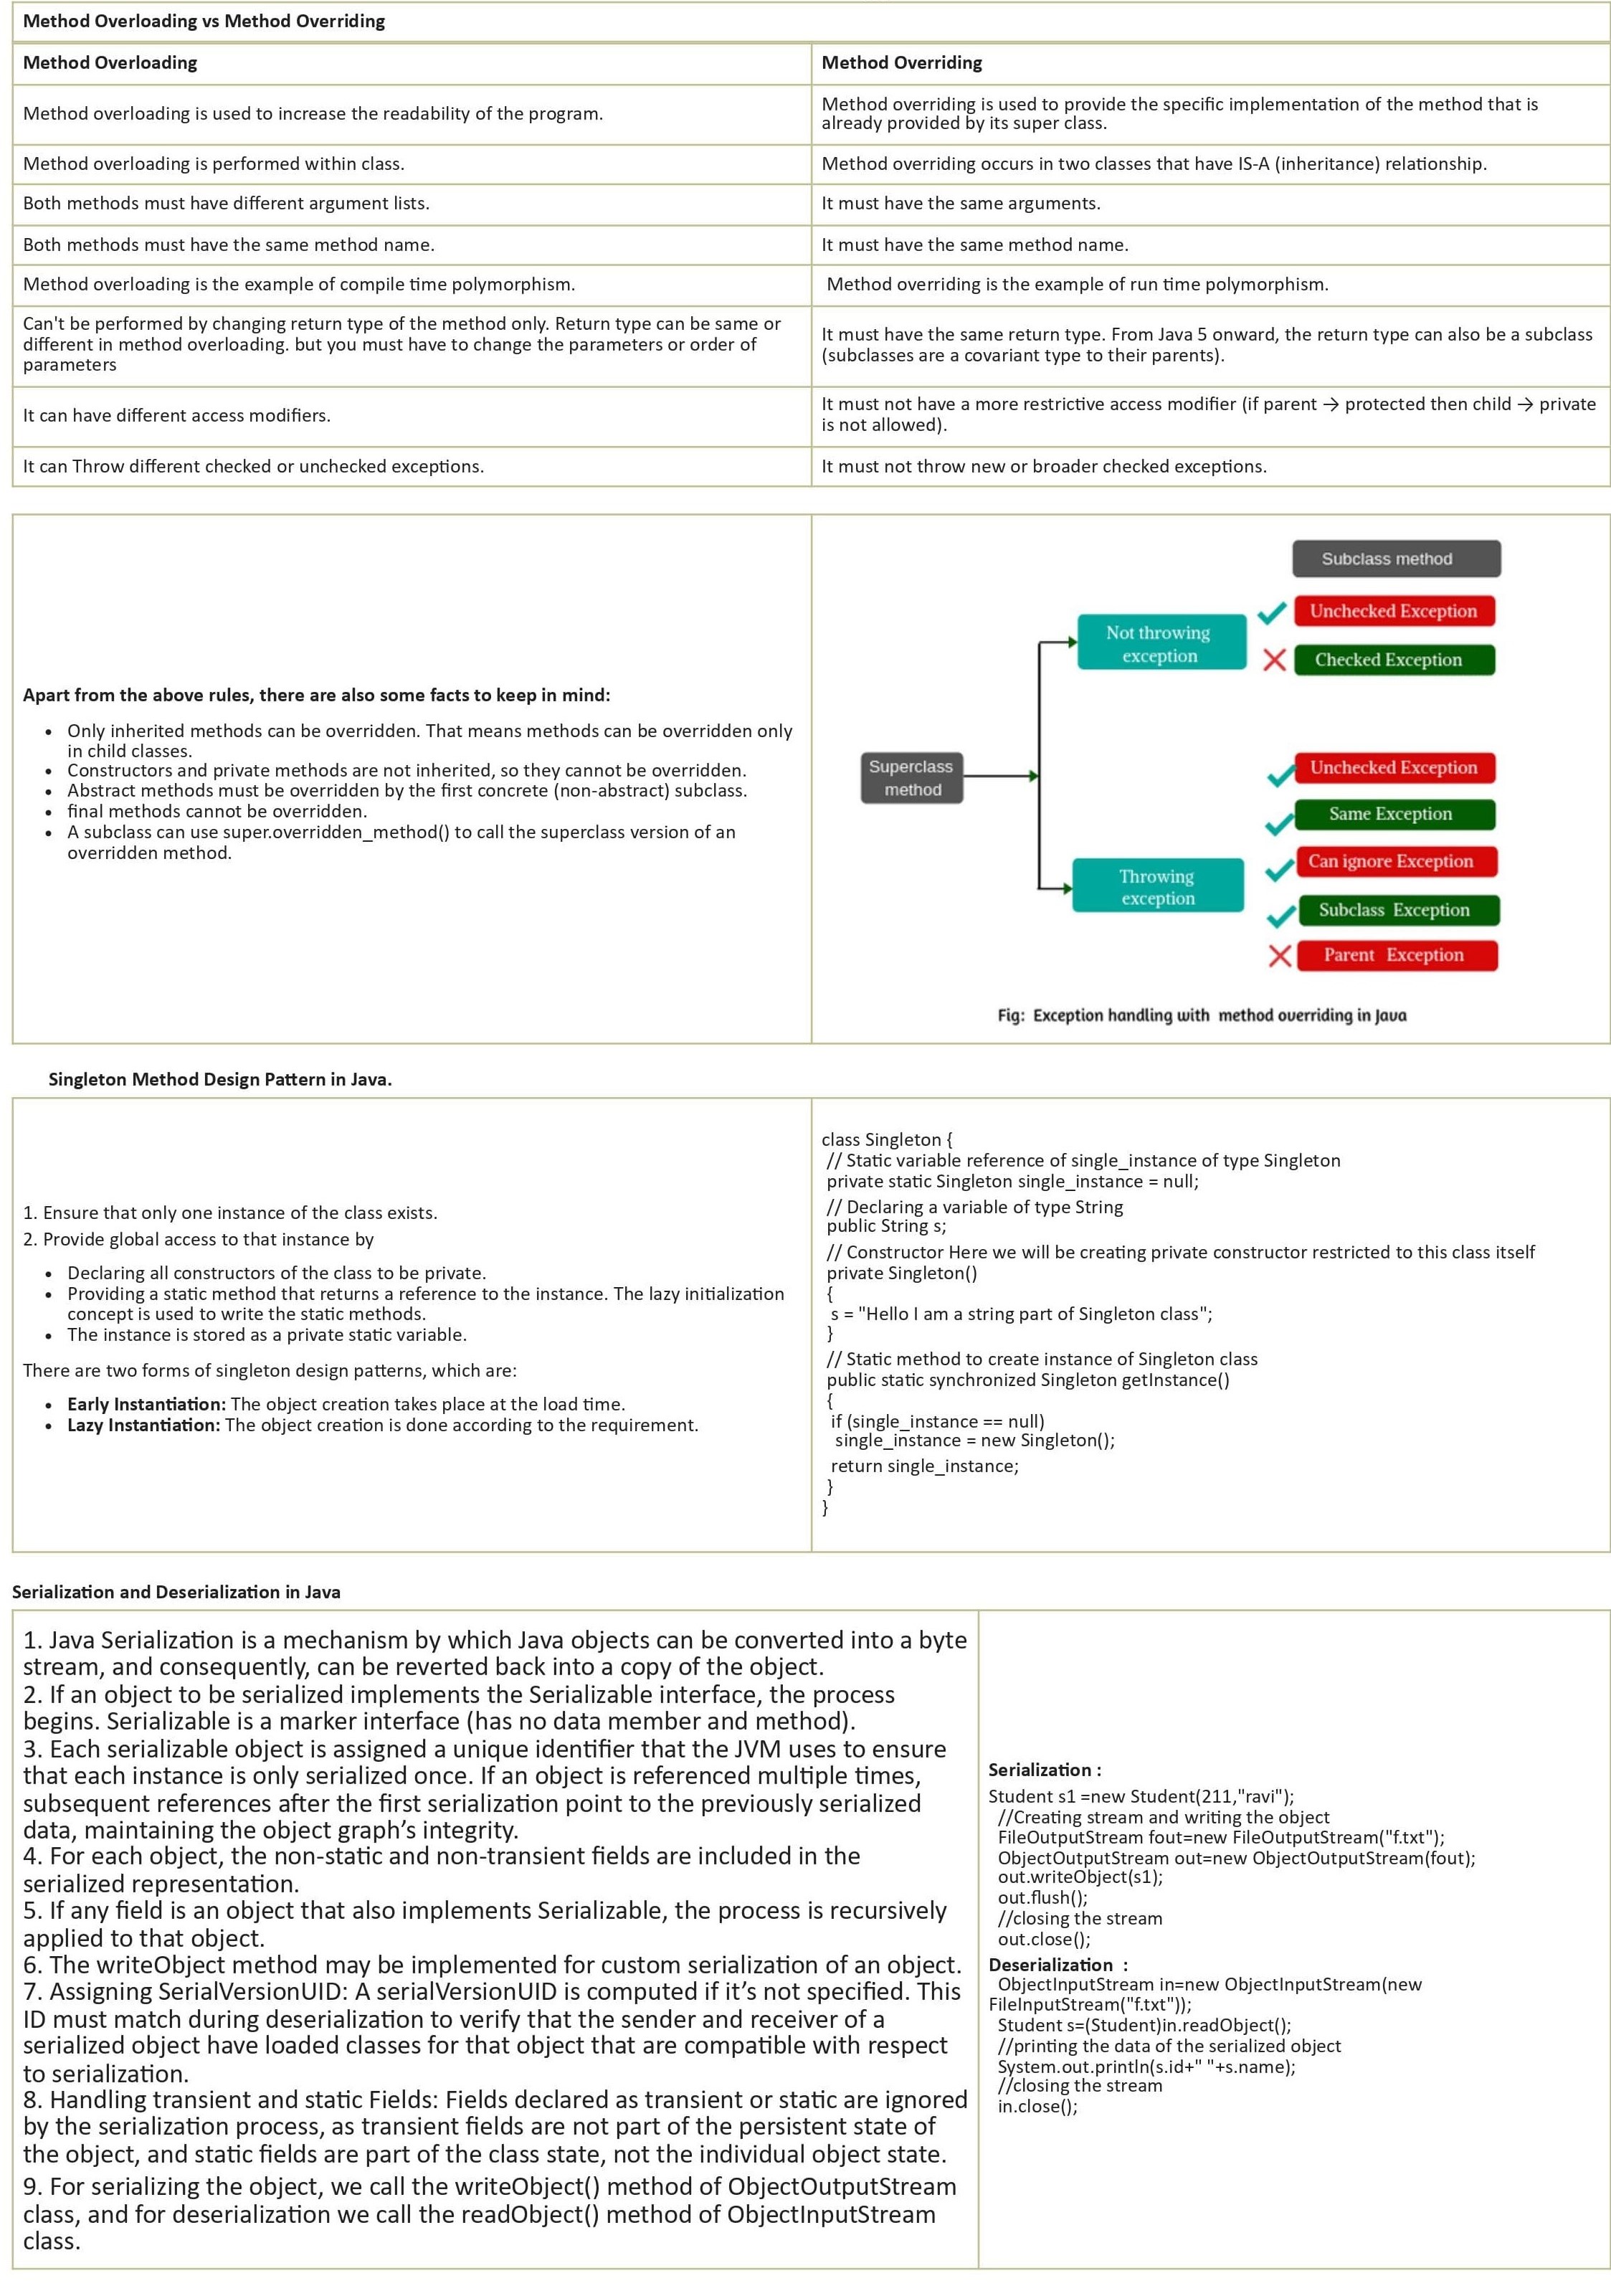 Method Overloading vs Method Overriding
Method Overloading
Method Overriding
Method overloading is used to increase the readability of the program.
Method overriding is used to provide the specific implementation of the method that is
already provided by its super class.
Method overloading is performed within class.
Method overriding occurs in two classes that have IS-A (inheritance) relationship.
Both methods must have different argument lists.
It must have the same arguments.
Both methods must have the same method name.
It must have the same method name.
Method overloading is the example of compile time polymorphism.
Method overriding is the example of run time polymorphism.
Can't be performed by changing return type of the method only. Return type can be same or
different in method overloading. but you must have to change the parameters or order of
parameters
It must have the same return type. From Java 5 onward, the return type can also be a subclass
(subclasses are a covariant type to their parents).
It can have different access modifiers.
It must not have a more restrictive access modifier (if parent → protected then child → private
is not allowed).
It can Throw different checked or unchecked exceptions.
It must not throw new or broader checked exceptions.
Apart from the above rules, there are also some facts to keep in mind:
• Only inherited methods can be overridden. That means methods can be overridden only
in child classes.
• Constructors and private methods are not inherited, so they cannot be overridden.
• Abstract methods must be overridden by the first concrete (non-abstract) subclass.
• final methods cannot be overridden.
• A subclass can use super.overridden_method() to call the superclass version of an
overridden method.
Subclass method
Unchecked Exception
Not throwing
exception
Checked Exception
Superclass
method
Unchecked Exception
Same Exception
Can ignore Exception
Throwing
exception
Subclass Exception
Parent Exception
Fig: Exception handling with method overriding in Java
Singleton Method Design Pattern in Java.
1. Ensure that only one instance of the class exists.
2. Provide global access to that instance by
• Declaring all constructors of the class to be private.
• Providing a static method that returns a reference to the instance. The lazy initialization
concept is used to write the static methods.
• The instance is stored as a private static variable.
There are two forms of singleton design patterns, which are:
• Early Instantiation: The object creation takes place at the load time.
• Lazy Instantiation: The object creation is done according to the requirement.
class Singleton {
// Static variable reference of single_instance of type Singleton
private static Singleton single_instance = null;
// Declaring a variable of type String
public String s;
// Constructor Here we will be creating private constructor restricted to this class itself
private Singleton()
{
s = "Hello I am a string part of Singleton class";
}
// Static method to create instance of Singleton class
public static synchronized Singleton getInstance()
{
if (single_instance == null)
single_instance = new Singleton();
return single_instance;
}
}
Serialization and Deserialization in Java
1. Java Serialization is a mechanism by which Java objects can be converted into a byte
stream, and consequently, can be reverted back into a copy of the object.
2. If an object to be serialized implements the Serializable interface, the process
begins. Serializable is a marker interface (has no data member and method).
3. Each serializable object is assigned a unique identifier that the JVM uses to ensure
that each instance is only serialized once. If an object is referenced multiple times,
subsequent references after the first serialization point to the previously serialized
data, maintaining the object graph’s integrity.
4. For each object, the non-static and non-transient fields are included in the
serialized representation.
5. If any field is an object that also implements Serializable, the process is recursively
applied to that object.
6. The writeObject method may be implemented for custom serialization of an object.
7. Assigning SerialVersionUID: A serialVersionUID is computed if it’s not specified. This
ID must match during deserialization to verify that the sender and receiver of a
serialized object have loaded classes for that object that are compatible with respect
to serialization.
8. Handling transient and static Fields: Fields declared as transient or static are ignored
by the serialization process, as transient fields are not part of the persistent state of
the object, and static fields are part of the class state, not the individual object state.
9. For serializing the object, we call the writeObject() method of ObjectOutputStream
class, and for deserialization we call the readObject() method of ObjectInputStream
class.
Serialization :
Student s1 =new Student(211,"ravi");
//Creating stream and writing the object
FileOutputStream fout=new FileOutputStream("f.txt");
ObjectOutputStream out=new ObjectOutputStream(fout);
out.writeObject(s1);
out.flush();
//closing the stream
out.close();
Deserialization :
ObjectInputStream in=new ObjectInputStream(new
FileInputStream("f.txt"));
Student s=(Student)in.readObject();
//printing the data of the serialized object
System.out.println(s.id+" "+s.name);
//closing the stream
in.close();